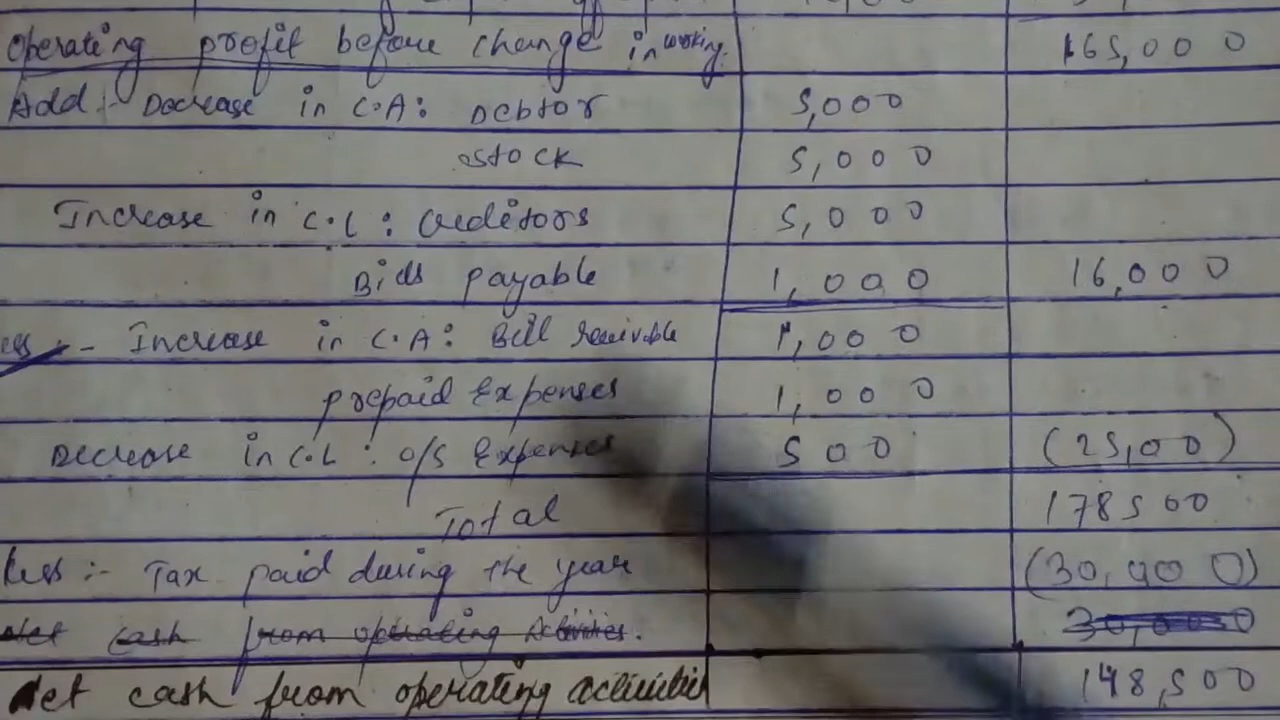 Operating profit before change in working. 165,000
Add :- Decrease in C.A: Debtor 5,000
Stock 5,000
Increase in C.L : Creditors 5,000
Bills payable 1,000 16,000
ess :- Increase in C.A: Bill receivable 1,000
prepaid Expenses 1,000
Decrease in C.L : O/S Expenses 500 (25,00)
Total 178500
Less :- Tax paid during the year (30,000)
Net cash from operating Activities. 30,000
Net cash from operating activities 148,500